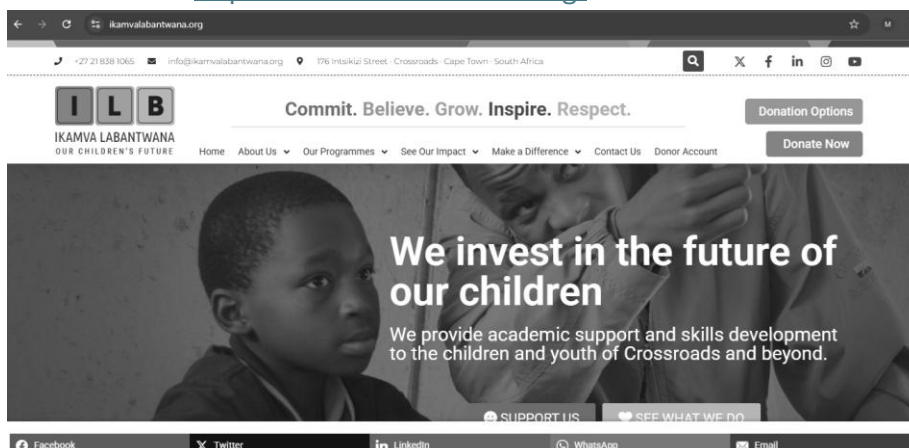 ikamvalabantwana.org
+27 21 838 1065 info@ikamvalabantwana.org 176 Intsikizi Street - Crossroads - Cape Town - South Africa
I L B
IKAMVA LABANTWANA
OUR CHILDREN'S FUTURE
Commit. Believe. Grow. Inspire. Respect.
Donation Options
Donate Now
Home About Us Our Programmes See Our Impact Make a Difference Contact Us Donor Account
We invest in the future of
our children
We provide academic support and skills development
to the children and youth of Crossroads and beyond.
SUPPORT US SEE WHAT WE DO
Facebook Twitter LinkedIn WhatsApp Email